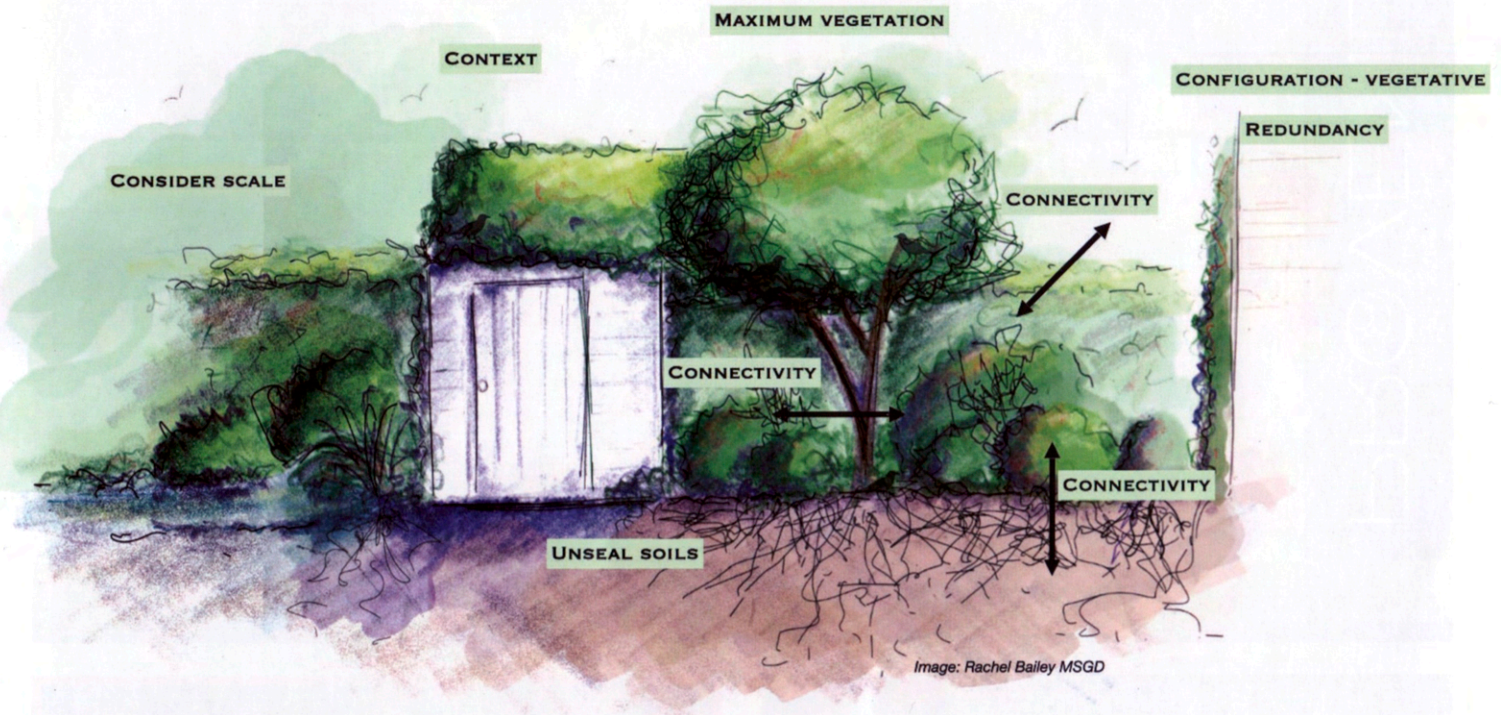 MAXIMUM VEGETATION
CONTEXT
CONFIGURATION - VEGETATIVE
REDUNDANCY
CONSIDER SCALE
CONNECTIVITY
CONNECTIVITY
CONNECTIVITY
UNSEAL SOILS
Image: Rachel Bailey MSGD